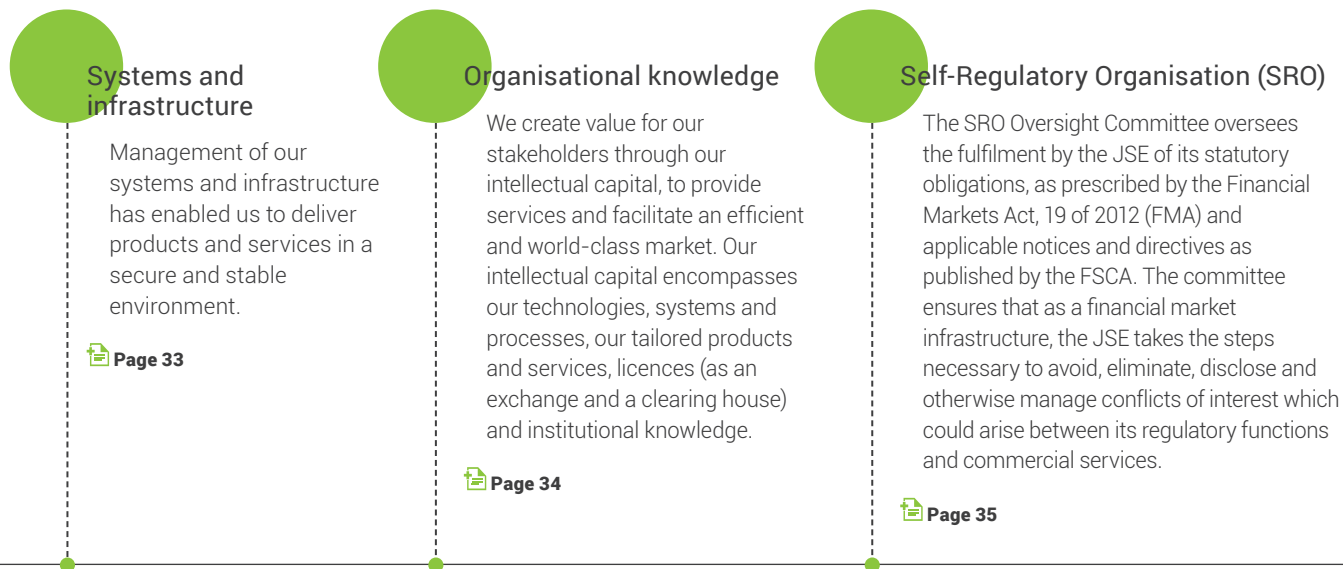 Systems and
infrastructure
Management of our
systems and infrastructure
has enabled us to deliver
products and services in a
secure and stable
environment.
Page 33
Organisational knowledge
We create value for our
stakeholders through our
intellectual capital, to provide
services and facilitate an efficient
and world-class market. Our
intellectual capital encompasses
our technologies, systems and
processes, our tailored products
and services, licences (as an
exchange and a clearing house)
and institutional knowledge.
Page 34
Self-Regulatory Organisation (SRO)
The SRO Oversight Committee oversees
the fulfilment by the JSE of its statutory
obligations, as prescribed by the Financial
Markets Act, 19 of 2012 (FMA) and
applicable notices and directives as
published by the FSCA. The committee
ensures that as a financial market
infrastructure, the JSE takes the steps
necessary to avoid, eliminate, disclose and
otherwise manage conflicts of interest which
could arise between its regulatory functions
and commercial services.
Page 35